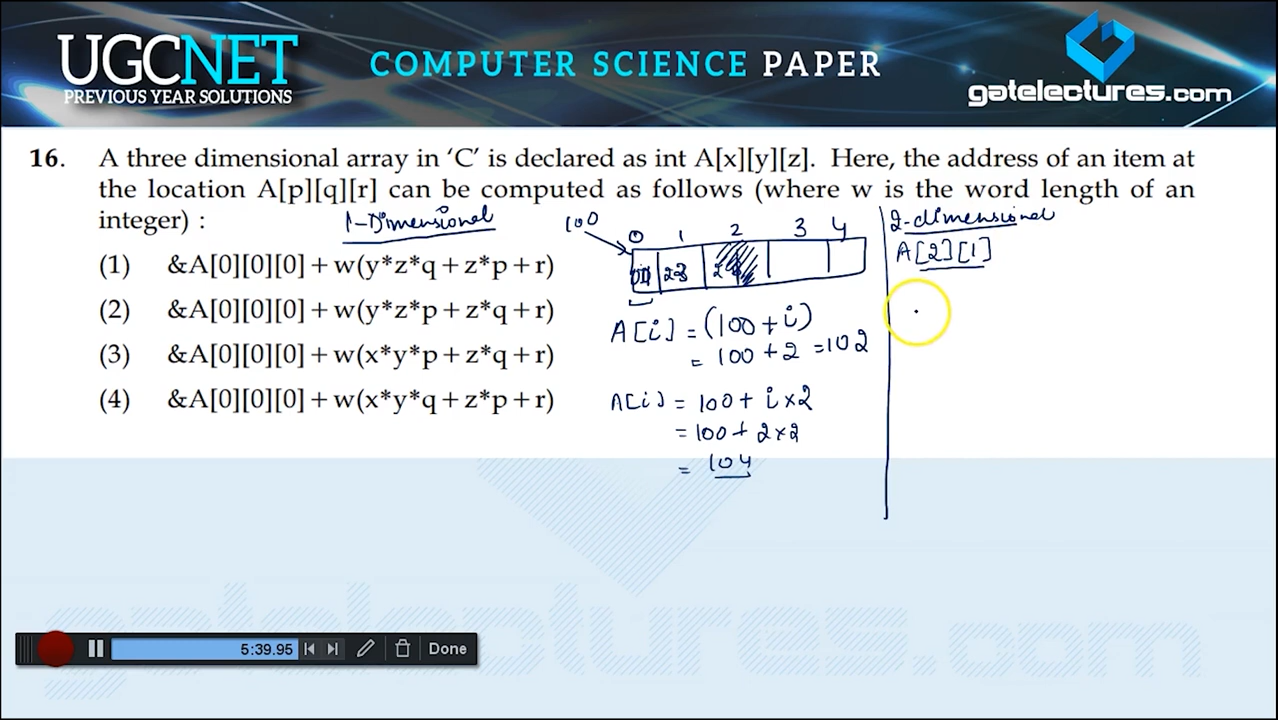 UGCNET
PREVIOUS YEAR SOLUTIONS
COMPUTER SCIENCE PAPER
gatelectures.com
16. A three dimensional array in 'C' is declared as int A[x][y][z]. Here, the address of an item at
the location A[p][q][r] can be computed as follows (where w is the word length of an
integer) :
(1) &A[0][0][0] + w(y*z*q + z*p + r)
(2) &A[0][0][0] + w(y*z*p + z*q + r)
(3) &A[0][0][0] + w(x*y*p + z*q + r)
(4) &A[0][0][0] + w(x*y*q + z*p + r)
1-Dimensional
100
0 1 2 3 4
A[i] = (100 + i)
= 100 + 2 = 102
A[i] = 100 + i × 2
= 100 + 2 × 2
= 104
2-dimensional
A[2][1]
gatelectures.com
5:39.95
Done